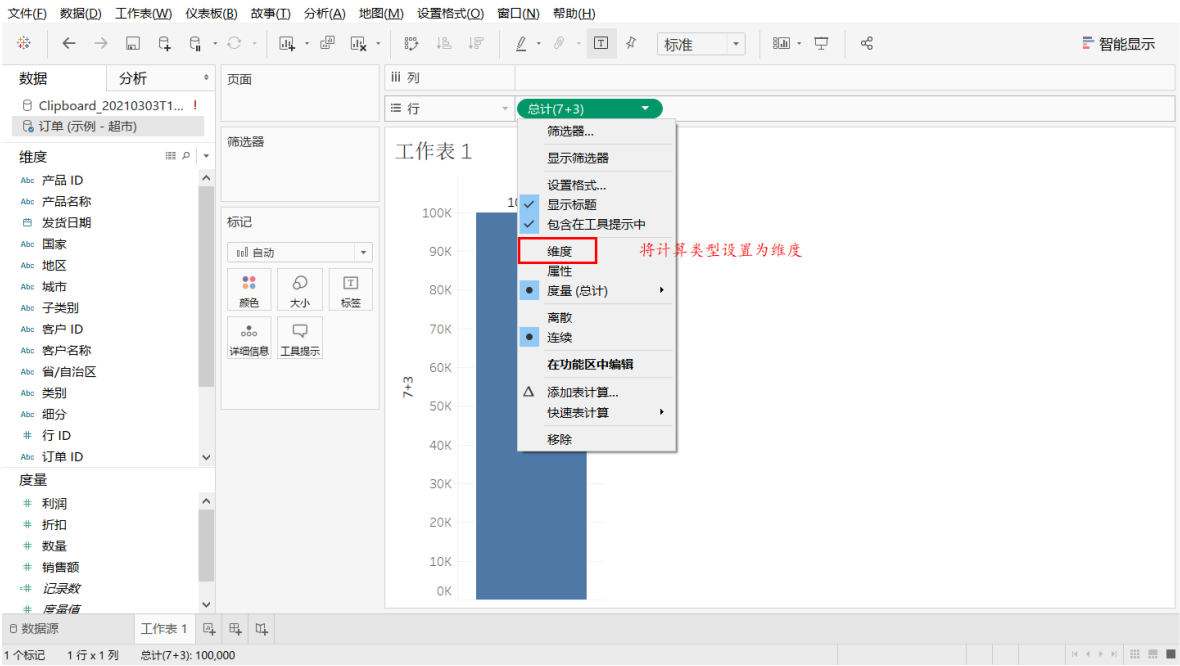 文件(F) 数据(D) 工作表(W) 仪表板(B) 故事(T) 分析(A) 地图(M) 设置格式(O) 窗口(N) 帮助(H)
标准
智能显示
数据 分析
Clipboard_20210303T1... !
订单 (示例 - 超市)
维度
Abc 产品 ID
Abc 产品名称
发货日期
Abc 国家
Abc 地区
Abc 城市
Abc 子类别
Abc 客户 ID
Abc 客户名称
Abc 省/自治区
Abc 类别
Abc 细分
# 行 ID
Abc 订单 ID
度量
# 利润
# 折扣
# 数量
# 销售额
=# 记录数
# 度量值
页面
筛选器
标记
自动
颜色 大小 标签
详细信息 工具提示
列
行 总计(7+3)
工作表 1
筛选器...
显示筛选器
设置格式...
显示标题
包含在工具提示中
维度
属性
度量 (总计)
离散
连续
在功能区中编辑
添加表计算...
快速表计算
移除
将计算类型设置为维度
7+3
100K
90K
80K
70K
60K
50K
40K
30K
20K
10K
0K
数据源 工作表 1
1 个标记 1 行 x 1 列 总计(7+3): 100,000